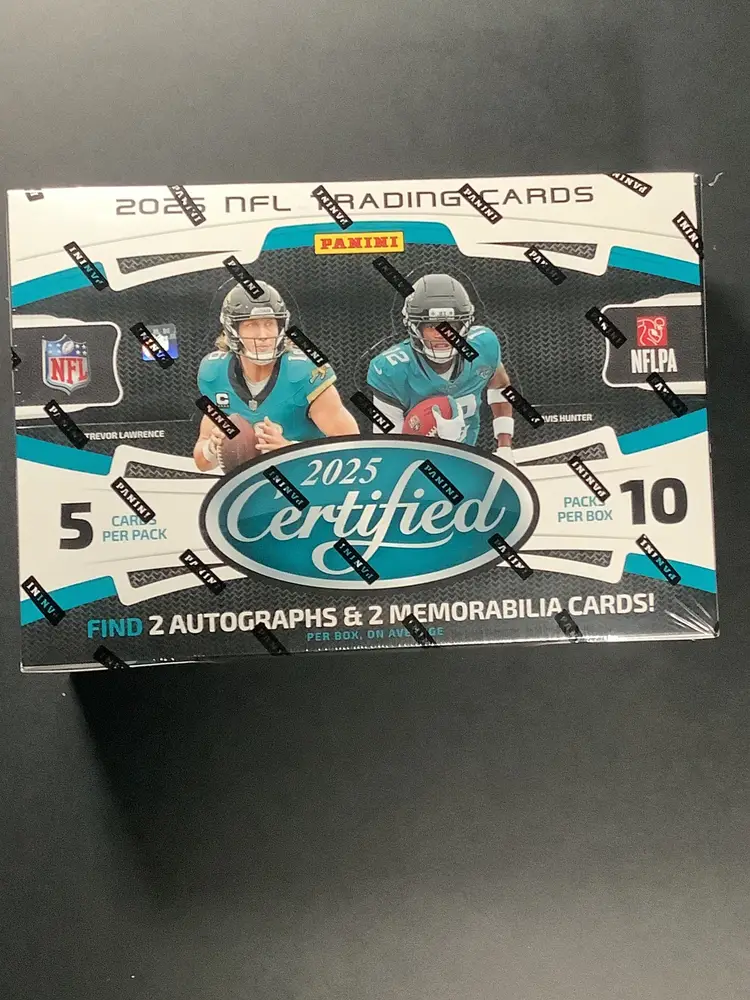 2025 NFL TRADING CARDS
PANINI
NFL
NFLPA
TREVOR LAWRENCE
HUNTER
5 CARDS PER PACK
2025
Certified
PACKS PER BOX 10
FIND 2 AUTOGRAPHS & 2 MEMORABILIA CARDS!
PER BOX, ON AVERAGE